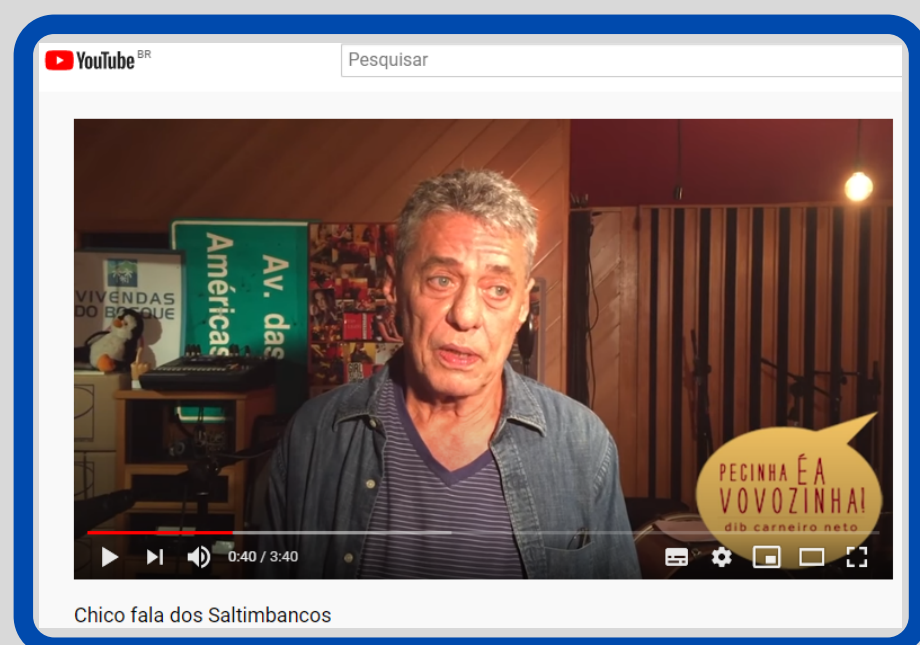 YouTube BR
Pesquisar
VIVENDAS
DO BOSQUE
Av. das
Américas
PECINHA É A
VOVOZINHA!
dib carneiro neto
0:40 / 3:40
Chico fala dos Saltimbancos